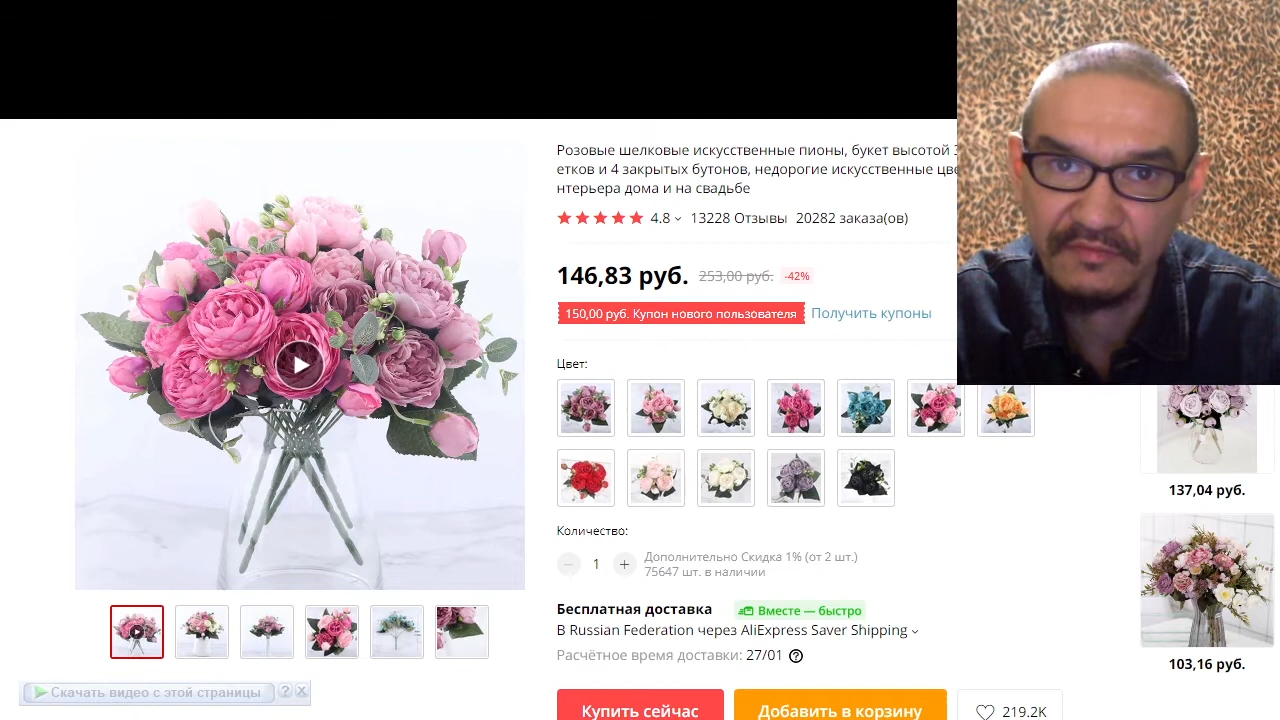 Розовые шелковые искусственные пионы, букет высотой
етков и 4 закрытых бутонов, недорогие искусственные цве
нтерьера дома и на свадьбе
4.8 13228 Отзывы 20282 заказа(ов)
146,83 руб. 253,00 руб. -42%
150,00 руб. Купон нового пользователя Получить купоны
Цвет:
Количество:
1
Дополнительно Скидка 1% (от 2 шт.)
75647 шт. в наличии
Бесплатная доставка Вместе — быстро
В Russian Federation через AliExpress Saver Shipping
Расчётное время доставки: 27/01 ?
Купить сейчас Добавить в корзину 219.2K
137,04 руб.
103,16 руб.
Скачать видео с этой страницы ? X